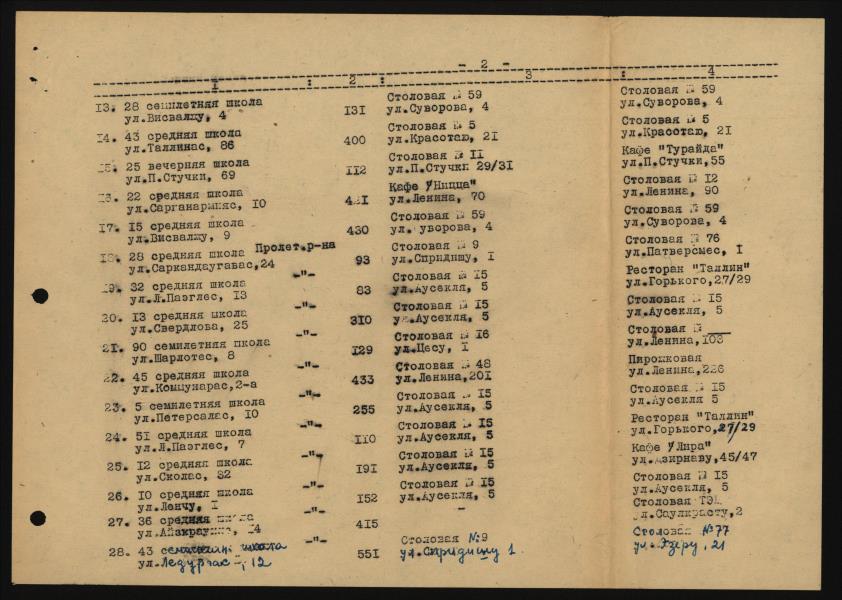 - 2 -
1 : 2 : 3 : 4
13. 28 семилетняя школа Столовая № 59 Столовая № 59
ул.Висвалжу, 4 131 ул.Суворова, 4 ул.Суворова, 4
14. 43 средняя школа Столовая № 5 Столовая № 5
ул.Таллинас, 86 400 ул.Красотаю, 21 ул.Красотаю, 21
15. 25 вечерняя школа Столовая № 11 Кафе "Турайда"
ул.П.Стучки, 69 112 ул.П.Стучки 29/31 ул.П.Стучки,55
16. 22 средняя школа Кафе "Ницца" Столовая № 12
10 ул.Ленина, 70 ул.Ленина, 90
17. 15 средняя школа Столовая № 59 Столовая № 59
ул.Висвалжу, 9 430 ул. уворова, 4 ул.Суворова, 4
18. 28 средняя школа Пролет.р-на Столовая № 9 Столовая № 76
ул.Саркандаугавас,24 93 ул.Спридишу, 1 ул.Патверсмес, 1
19. 32 средняя школа -"- Столовая № 15 Ресторан "Таллин"
ул.Л.Паэглес, 13 83 ул.Аусекля, 5 ул.Горького,27/29
20. 13 средняя школа -"- Столовая № 15 Столовая № 15
ул.Свердлова, 25 310 ул.Аусекля, 5 ул.Аусекля, 5
21. 90 семилетняя школа -"- Столовая № 16 Столовая №
ул.Шарлотес, 8 129 ул.Цесу, 1 ул.Ленина,103
22. 45 средняя школа -"- Столовая № 48 Пирожковая
ул.Коммунарас,2-а 433 ул.Ленина,201 ул.Ленина,226
23. 5 семилетняя школа -"- Столовая № 15 Столовая № 15
ул.Петерсалас, 10 255 ул.Аусекля, 5 ул.Аусекля 5
24. 51 средняя школа -"- Столовая № 15 Ресторан "Таллин"
ул.Л.Паэглес, 7 110 ул.Аусекля, 5 ул.Горького,27/29
25. 12 средняя школа -"- Столовая № 15 Кафе "Лира"
ул.Сколас, 32 191 ул.Аусекля, 5 ул.Дзирнаву,45/47
26. 10 средняя школа -"- Столовая № 15 Столовая № 15
ул.Ленчу, 1 152 ул.Аусекля, 5 ул.Аусекля, 5
27. 36 средняя школа -"- Столовая
ул.Айзкрауклес, 415 ул.Саулкрасту,2
28. 43 школа -"- Столовая №9 Столовая №77
ул.Ледургас, 12 551 ул.Спридишу 1. ул. Эзеру, 21